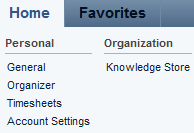 Home Favorites
Personal Organization
General Knowledge Store
Organizer
Timesheets
Account Settings